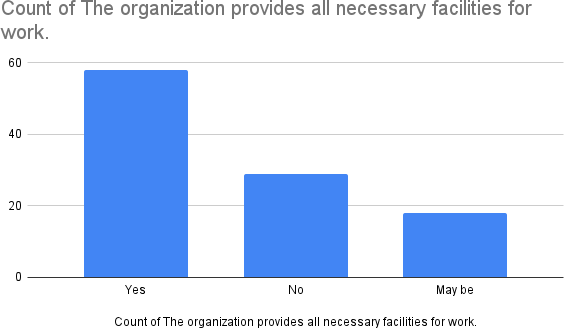 Count of The organization provides all necessary facilities for
work.
60
40
20
0
Yes No May be
Count of The organization provides all necessary facilities for work.